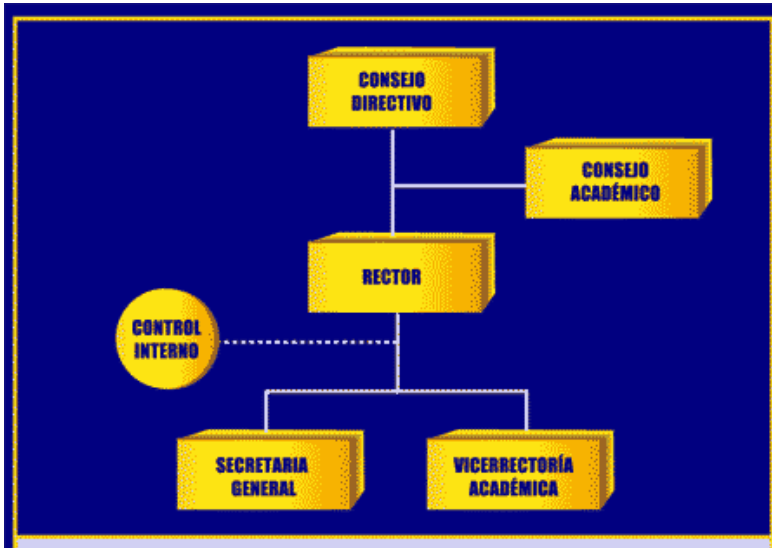 CONSEJO
DIRECTIVO
CONSEJO
ACADÉMICO
RECTOR
CONTROL
INTERNO
SECRETARIA
GENERAL
VICERRECTORÍA
ACADÉMICA